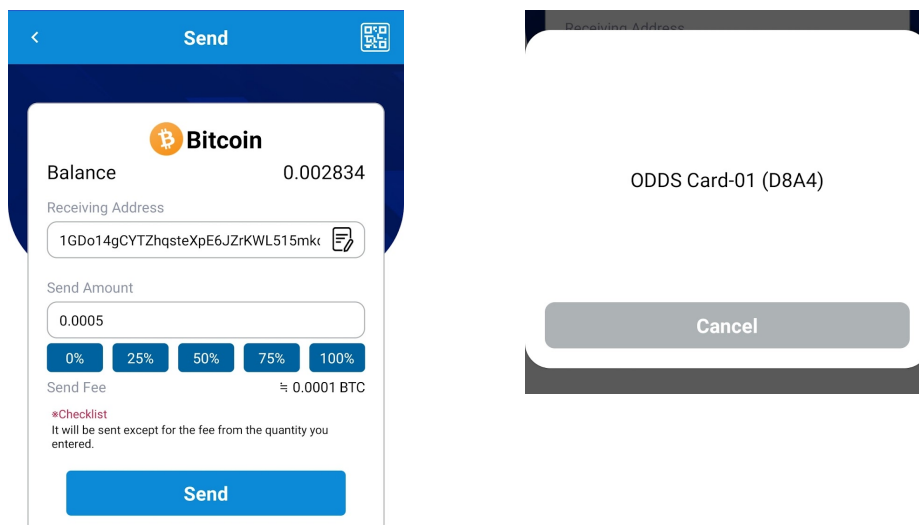 Send
Bitcoin
Balance 0.002834
Receiving Address
1GDo14gCYTZhqsteXpE6JZrKWL515mk
Send Amount
0.0005
0% 25% 50% 75% 100%
Send Fee ≒ 0.0001 BTC
※Checklist
It will be sent except for the fee from the quantity you
entered.
Send
Receiving Address
ODDS Card-01 (D8A4)
Cancel